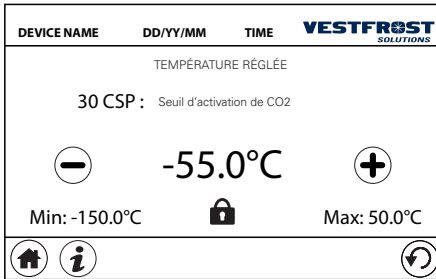 DEVICE NAME DD/YY/MM TIME VESTFROST
SOLUTIONS
TEMPÉRATURE RÉGLÉE
30 CSP : Seuil d'activation de CO2
-55.0°C
Min: -150.0°C Max: 50.0°C
i